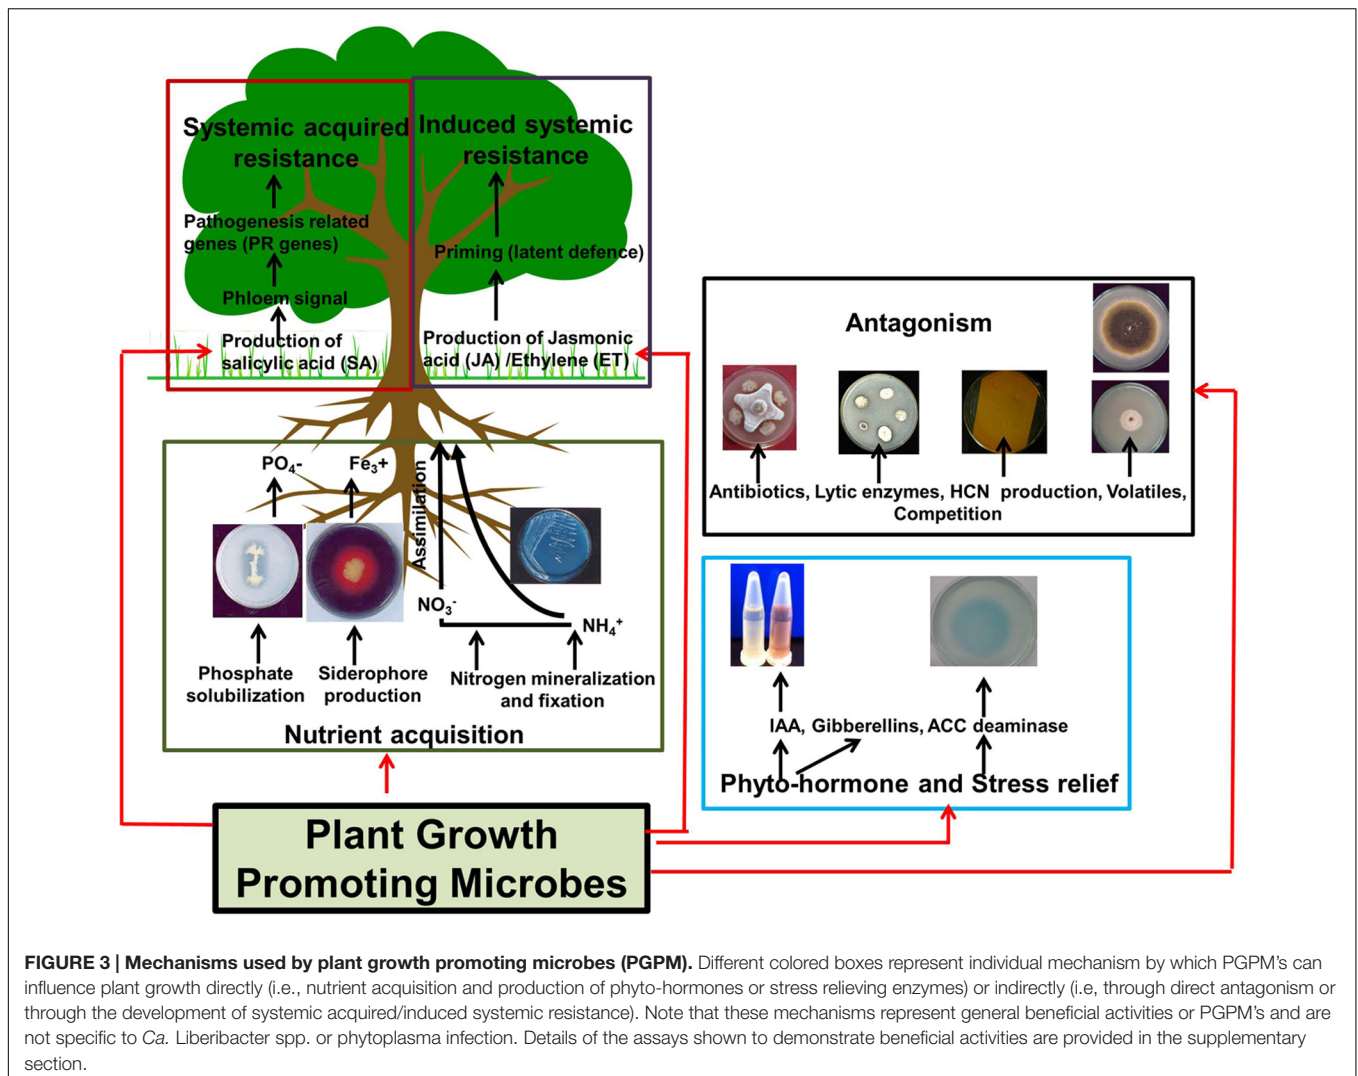 Systemic acquired
resistance
Pathogenesis related
genes (PR genes)
Phloem signal
Production of
salicylic acid (SA)
Induced systemic
resistance
Priming (latent defence)
Production of Jasmonic
acid (JA) /Ethylene (ET)
Antagonism
Antibiotics, Lytic enzymes, HCN production, Volatiles,
Competition
PO₄-
Fe₃+
Assimilation
NO₃⁻
NH₄⁺
Phosphate
solubilization
Siderophore
production
Nitrogen mineralization
and fixation
Nutrient acquisition
IAA, Gibberellins, ACC deaminase
Phyto-hormone and Stress relief
Plant Growth
Promoting Microbes
FIGURE 3 | Mechanisms used by plant growth promoting microbes (PGPM). Different colored boxes represent individual mechanism by which PGPM's can
influence plant growth directly (i.e., nutrient acquisition and production of phyto-hormones or stress relieving enzymes) or indirectly (i.e, through direct antagonism or
through the development of systemic acquired/induced systemic resistance). Note that these mechanisms represent general beneficial activities or PGPM's and are
not specific to Ca. Liberibacter spp. or phytoplasma infection. Details of the assays shown to demonstrate beneficial activities are provided in the supplementary
section.